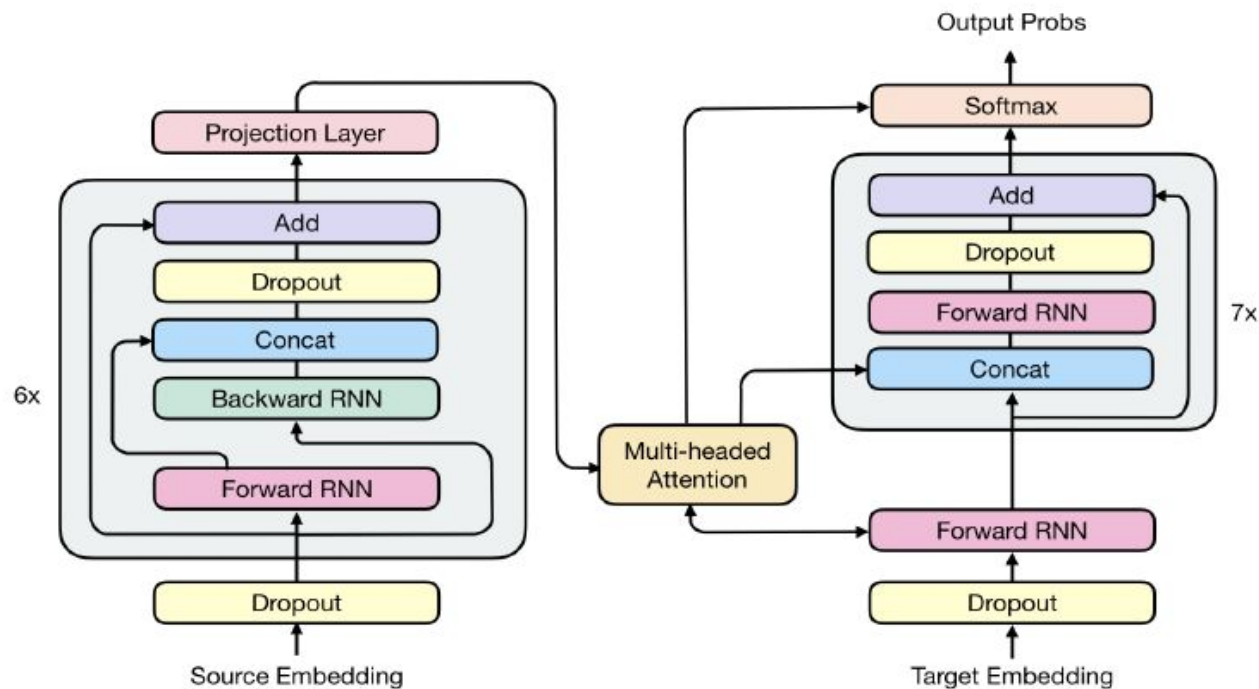 Output Probs
Softmax
Projection Layer
Add
Dropout
Concat
Backward RNN
Forward RNN
6x
Dropout
Source Embedding
Multi-headed
Attention
Add
Dropout
Forward RNN
Concat
7x
Forward RNN
Dropout
Target Embedding